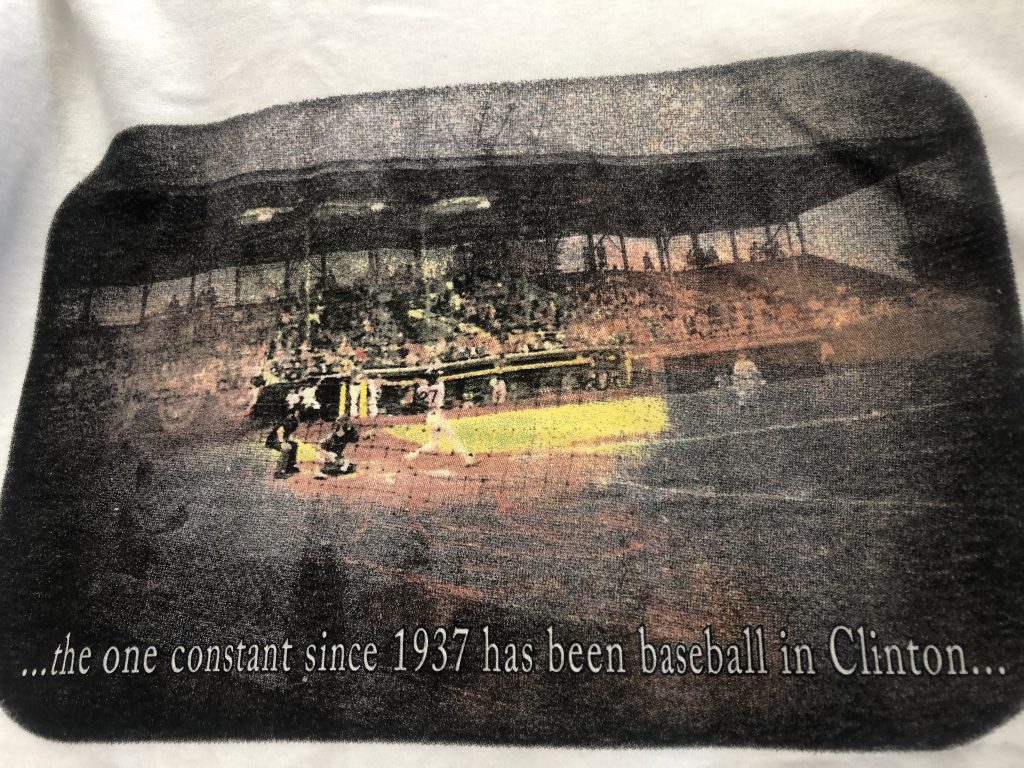 ...the one constant since 1937 has been baseball in Clinton...